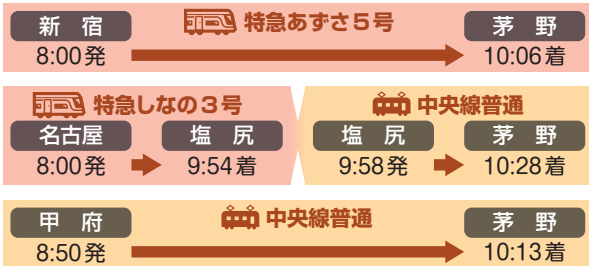 新宿 特急あずさ5号 茅野
8:00発 10:06着
特急しなの3号 中央線普通
名古屋 塩尻 塩尻 茅野
8:00発 9:54着 9:58発 10:28着
甲府 中央線普通 茅野
8:50発 10:13着